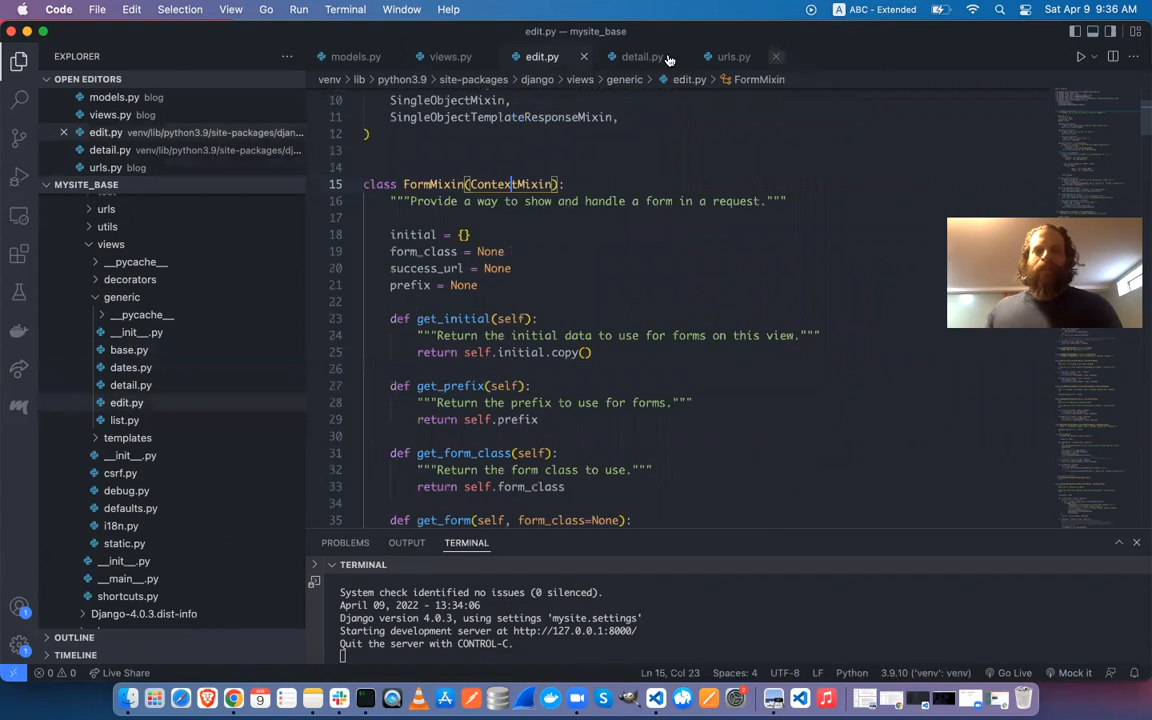 Code File Edit Selection View Go Run Terminal Window Help
A ABC - Extended Sat Apr 9 9:36 AM
edit.py — mysite_base
EXPLORER
OPEN EDITORS
models.py blog
views.py blog
edit.py venv/lib/python3.9/site-packages/djan...
detail.py venv/lib/python3.9/site-packages/dj...
urls.py blog
MYSITE_BASE
urls
utils
views
__pycache__
decorators
generic
__pycache__
__init__.py
base.py
dates.py
detail.py
edit.py
list.py
templates
__init__.py
csrf.py
debug.py
defaults.py
i18n.py
static.py
__init__.py
__main__.py
shortcuts.py
Django-4.0.3.dist-info
OUTLINE
TIMELINE
models.py views.py edit.py detail.py urls.py
venv > lib > python3.9 > site-packages > django > views > generic > edit.py > FormMixin
10 SingleObjectMixin,
11 SingleObjectTemplateResponseMixin,
12 )
13
14
15 class FormMixin(ContextMixin):
16 """Provide a way to show and handle a form in a request."""
17
18 initial = {}
19 form_class = None
20 success_url = None
21 prefix = None
22
23 def get_initial(self):
24 """Return the initial data to use for forms on this view."""
25 return self.initial.copy()
26
27 def get_prefix(self):
28 """Return the prefix to use for forms."""
29 return self.prefix
30
31 def get_form_class(self):
32 """Return the form class to use."""
33 return self.form_class
34
35 def get_form(self, form_class=None):
PROBLEMS OUTPUT TERMINAL
TERMINAL
System check identified no issues (0 silenced).
April 09, 2022 - 13:34:06
Django version 4.0.3, using settings 'mysite.settings'
Starting development server at http://127.0.0.1:8000/
Quit the server with CONTROL-C.
1
1
0 0 Live Share Ln 15, Col 23 Spaces: 4 UTF-8 LF Python 3.9.10 ('venv': venv) Go Live Mock it
9